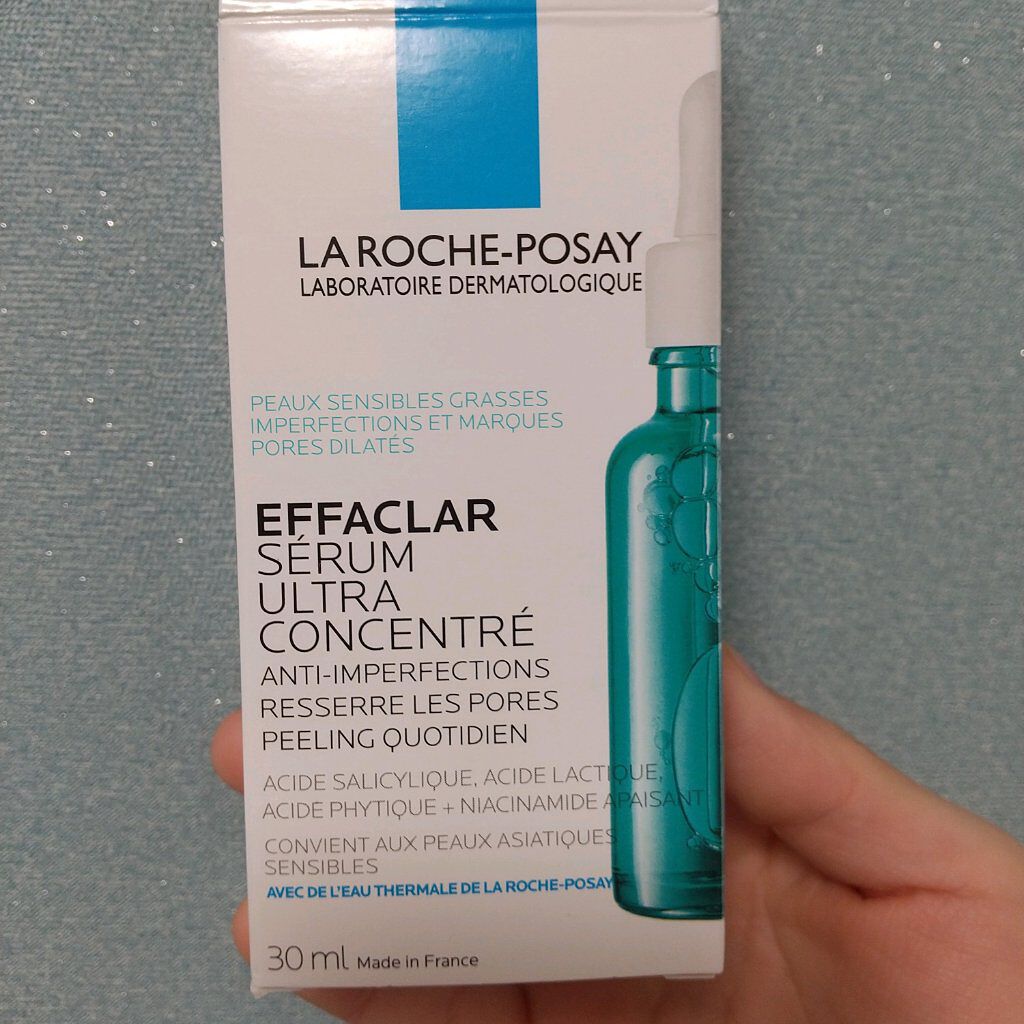 LA ROCHE-POSAY
LABORATOIRE DERMATOLOGIQUE
PEAUX SENSIBLES GRASSES
IMPERFECTIONS ET MARQUES
PORES DILATÉS
EFFACLAR
SÉRUM
ULTRA
CONCENTRÉ
ANTI-IMPERFECTIONS
RESSERRE LES PORES
PEELING QUOTIDIEN
ACIDE SALICYLIQUE, ACIDE LACTIQUE,
ACIDE PHYTIQUE + NIACINAMIDE APAISANT
CONVIENT AUX PEAUX ASIATIQUES
SENSIBLES
AVEC DE L'EAU THERMALE DE LA ROCHE-POSAY
30 ml Made in France